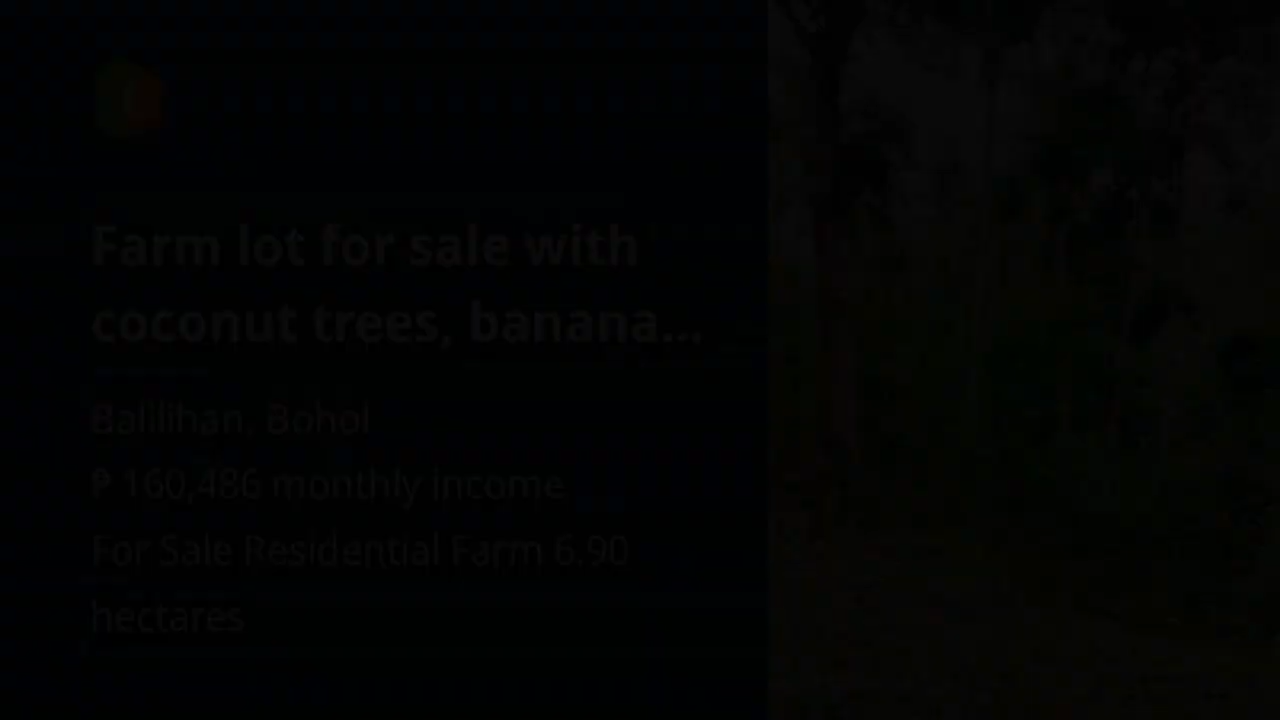 Farm lot for sale with
coconut trees, banana...
Balilihan, Bohol
₱ 160,486 monthly income
For Sale Residential Farm 6.90
hectares